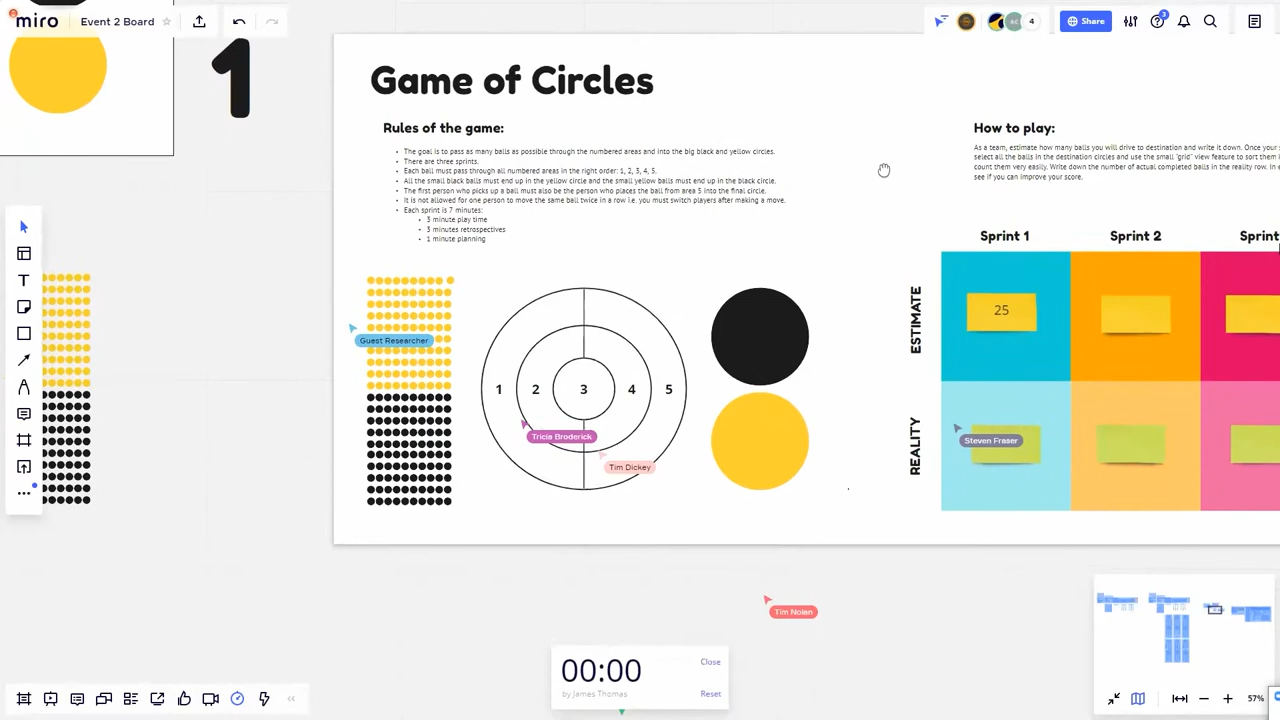 miro
Event 2 Board
4
Share
3
1
Game of Circles
Rules of the game:
The goal is to pass as many balls as possible through the numbered areas and into the big black and yellow circles.
There are three sprints.
Each ball must pass through all numbered areas in the right order: 1, 2, 3, 4, 5.
All the small black balls must end up in the yellow circle and the small yellow balls must end up in the black circle.
The first person who picks up a ball must also be the person who places the ball from area 5 into the final circle.
It is not allowed for one person to move the same ball twice in a row i.e. you must switch players after making a move.
Each sprint is 7 minutes:
3 minute play time
3 minutes retrospectives
1 minute planning
How to play:
As a team, estimate how many balls you will drive to destination and write it down. Once your s
select all the balls in the destination circles and use the small "grid" view feature to sort them i
count them very easily. Write down the number of actual completed balls in the reality row. In e
see if you can improve your score.
Sprint 1
Sprint 2
Sprint
ESTIMATE
25
REALITY
Guest Researcher
1
2
3
4
5
Tricia Broderick
Tim Dickey
Steven Fraser
Tim Nolan
00:00
by James Thomas
Close
Reset
57%